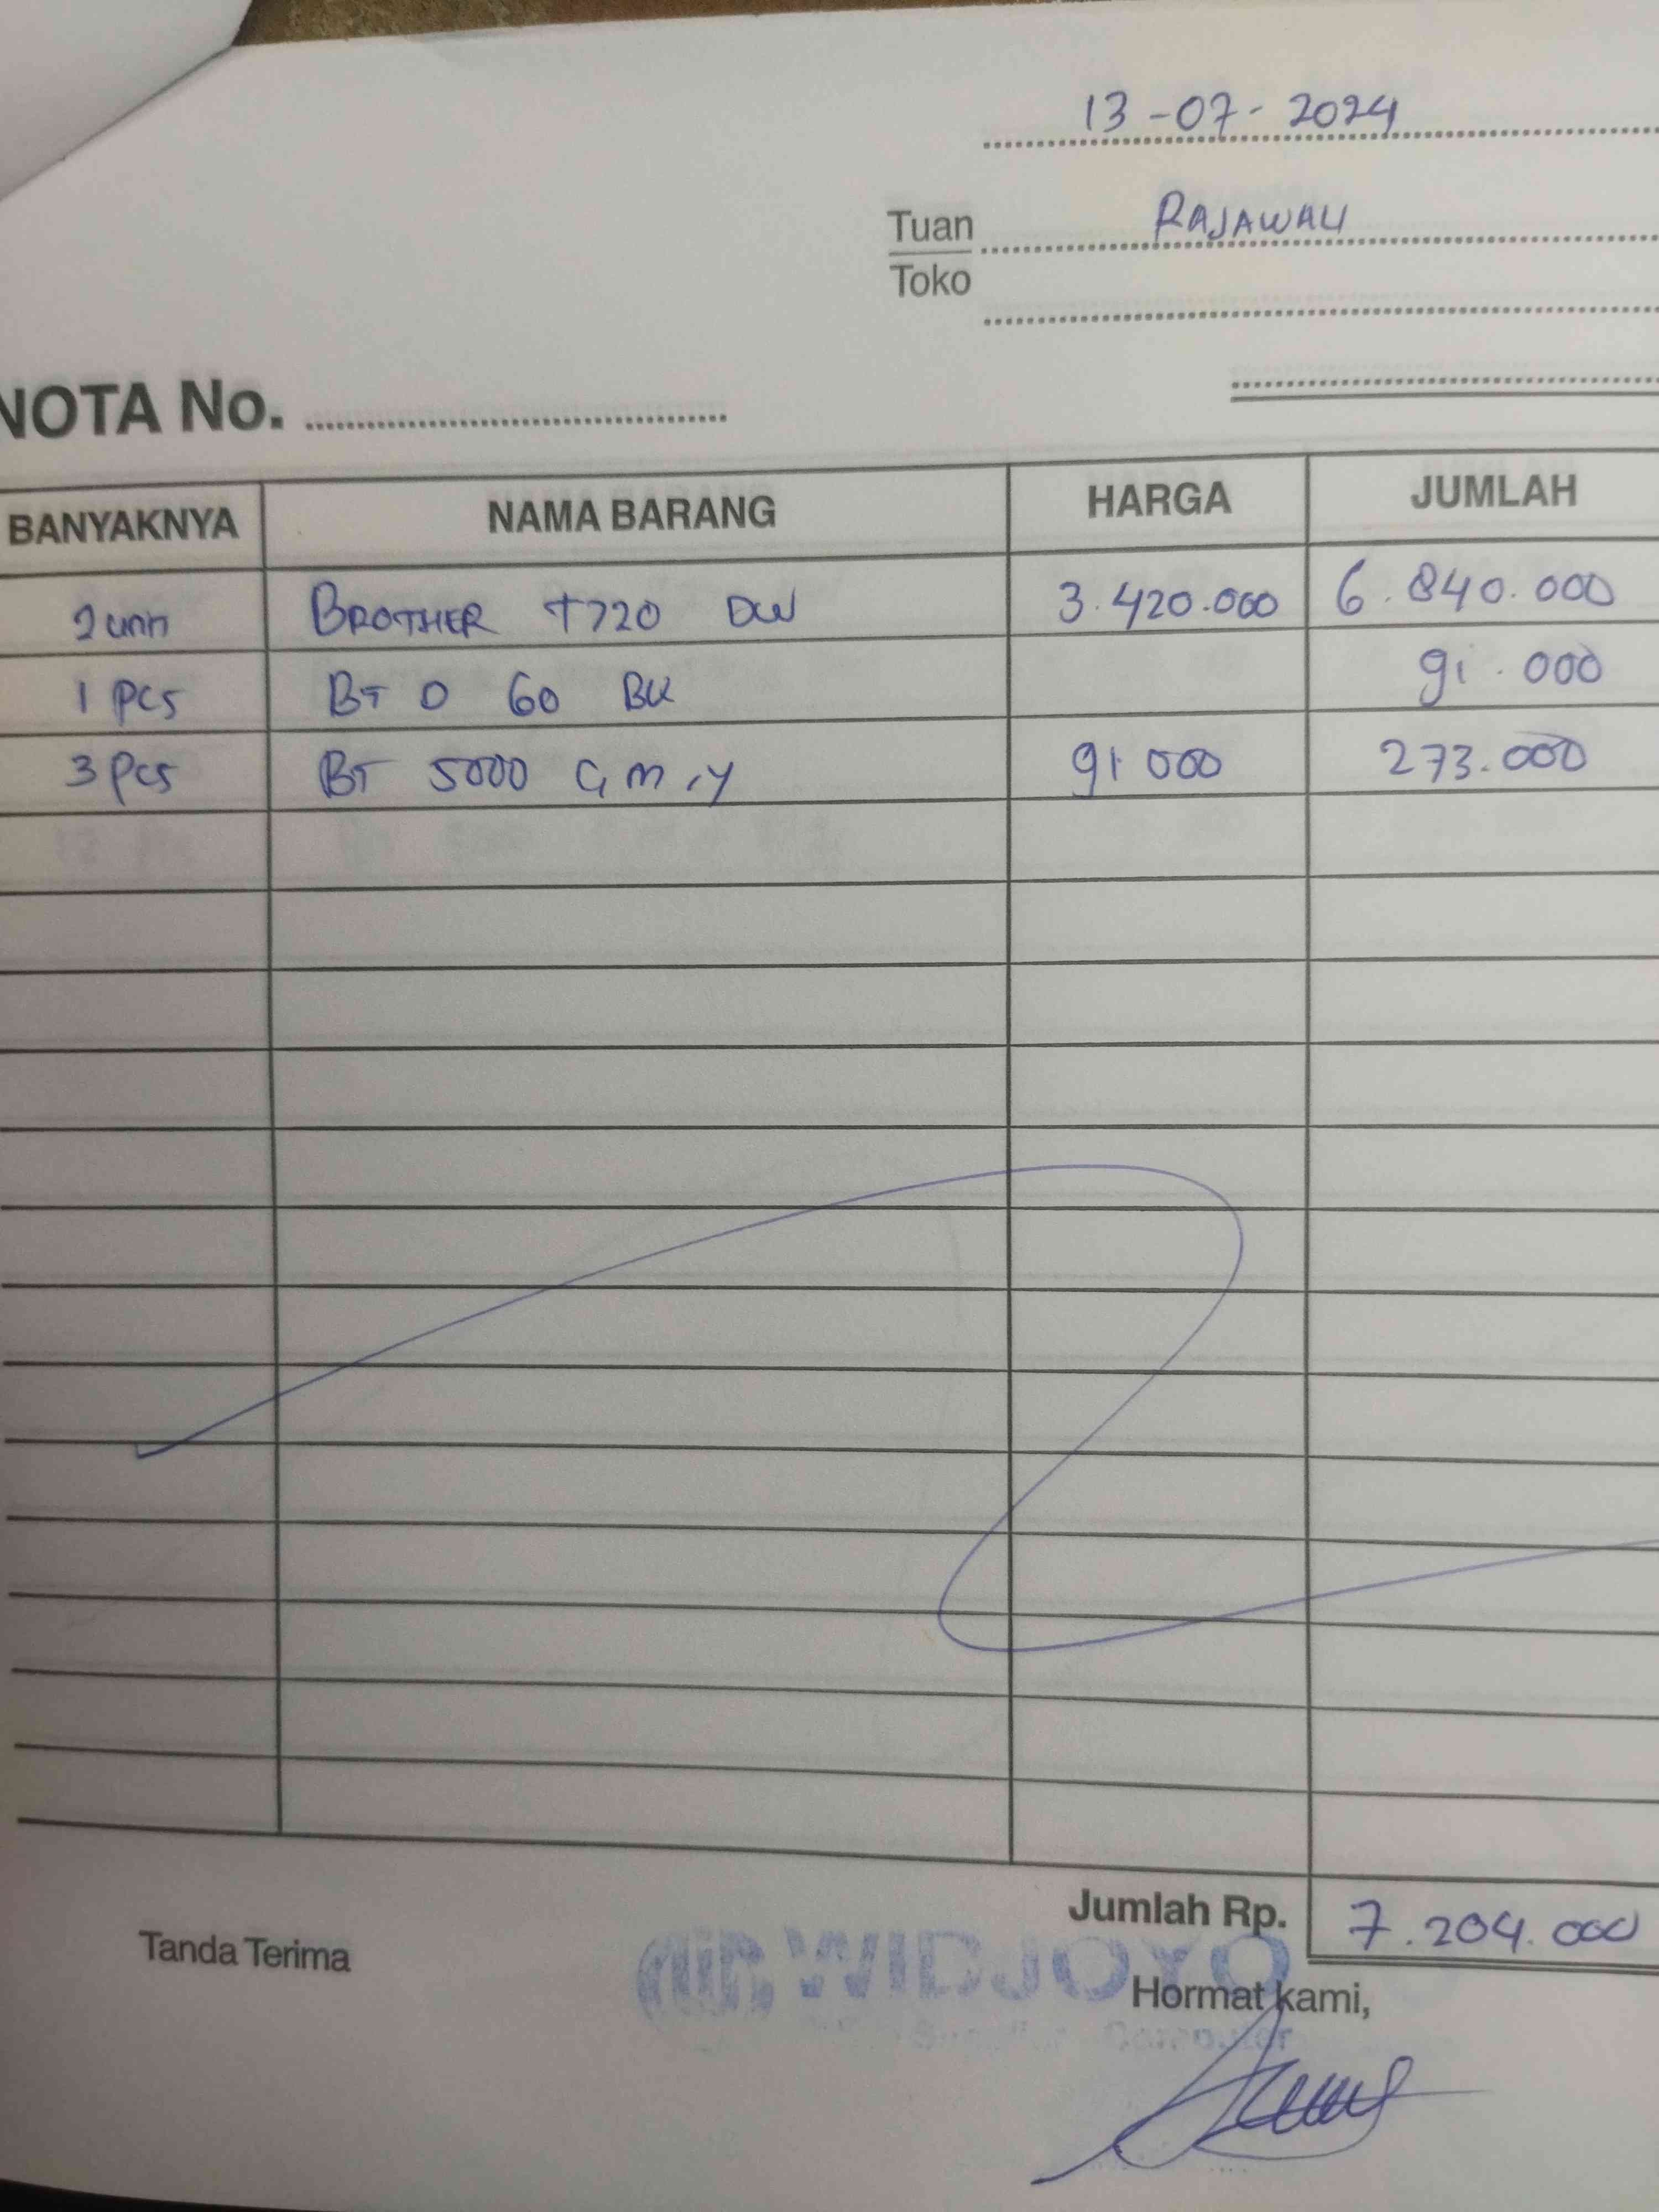 13-07-2024
Tuan RAJAWALI
Toko
NOTA No.
BANYAKNYA NAMA BARANG HARGA JUMLAH
2 unit BROTHER T720 DW 3.420.000 6.840.000
1 PCS BT D 60 BK 91.000
3 PCS BT 5000 C, M, Y 91.000 273.000
Jumlah Rp. 7.204.000
Tanda Terima
WIDJOYO
Hormat kami,
Computer